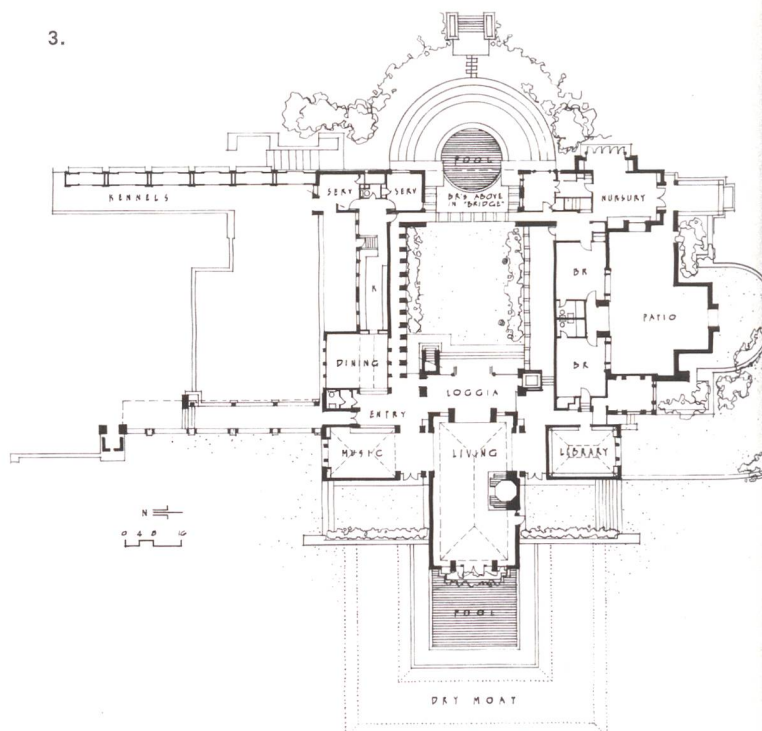 3.
POOL
KENNELS
SERV
SERV
BR'S ABOVE
IN "BRIDGE"
NURSURY
BR
K
PATIO
DINING
BR
LOGGIA
ENTRY
MUSIC
LIVING
LIBRARY
N
0 4 8 16
POOL
DRY MOAT